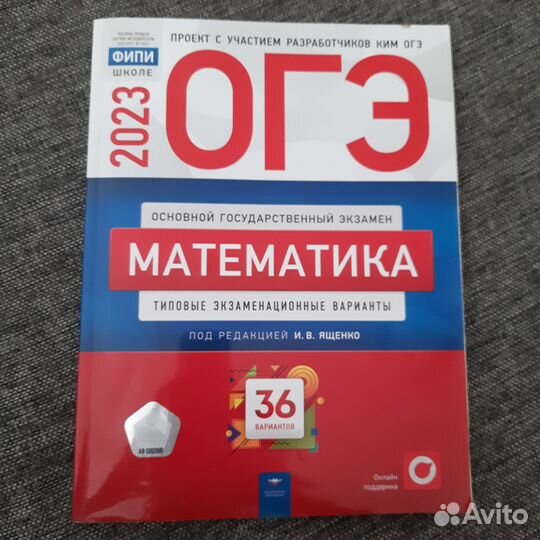 ПРОЕКТ С УЧАСТИЕМ РАЗРАБОТЧИКОВ КИМ ОГЭ
ФИПИ
ШКОЛЕ
2023
ОГЭ
ОСНОВНОЙ ГОСУДАРСТВЕННЫЙ ЭКЗАМЕН
МАТЕМАТИКА
ТИПОВЫЕ ЭКЗАМЕНАЦИОННЫЕ ВАРИАНТЫ
ПОД РЕДАКЦИЕЙ И. В. ЯЩЕНКО
36
ВАРИАНТОВ
Онлайн
поддержка
Avito